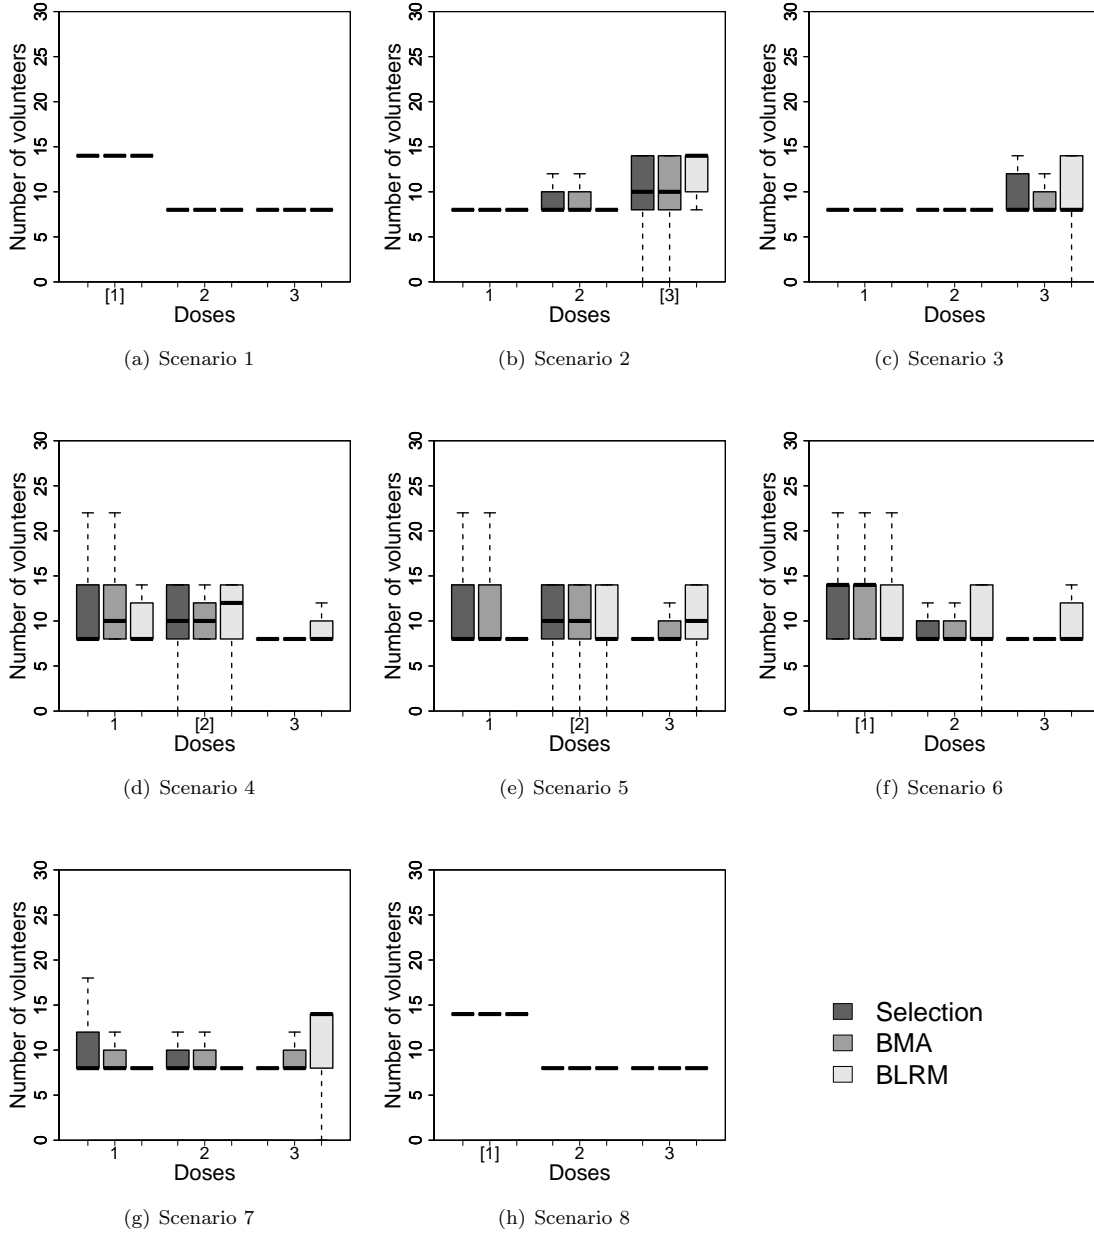 Number of volunteers
0 5 10 15 20 25 30
[1] 2 3
Doses
(a) Scenario 1
Number of volunteers
0 5 10 15 20 25 30
1 2 [3]
Doses
(b) Scenario 2
Number of volunteers
0 5 10 15 20 25 30
1 2 3
Doses
(c) Scenario 3
Number of volunteers
0 5 10 15 20 25 30
1 [2] 3
Doses
(d) Scenario 4
Number of volunteers
0 5 10 15 20 25 30
1 [2] 3
Doses
(e) Scenario 5
Number of volunteers
0 5 10 15 20 25 30
[1] 2 3
Doses
(f) Scenario 6
Number of volunteers
0 5 10 15 20 25 30
1 2 3
Doses
(g) Scenario 7
Number of volunteers
0 5 10 15 20 25 30
[1] 2 3
Doses
(h) Scenario 8
Selection
BMA
BLRM